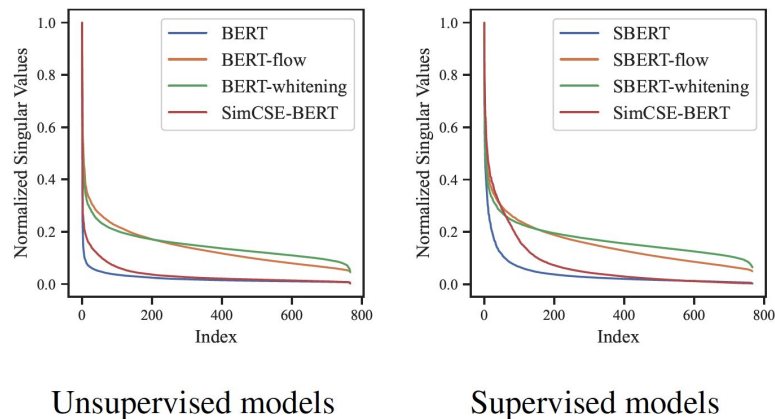 1.0
0.8
0.6
0.4
0.2
0.0
Normalized Singular Values
BERT
BERT-flow
BERT-whitening
SimCSE-BERT
0 200 400 600 800
Index
Unsupervised models
1.0
0.8
0.6
0.4
0.2
0.0
Normalized Singular Values
SBERT
SBERT-flow
SBERT-whitening
SimCSE-BERT
0 200 400 600 800
Index
Supervised models